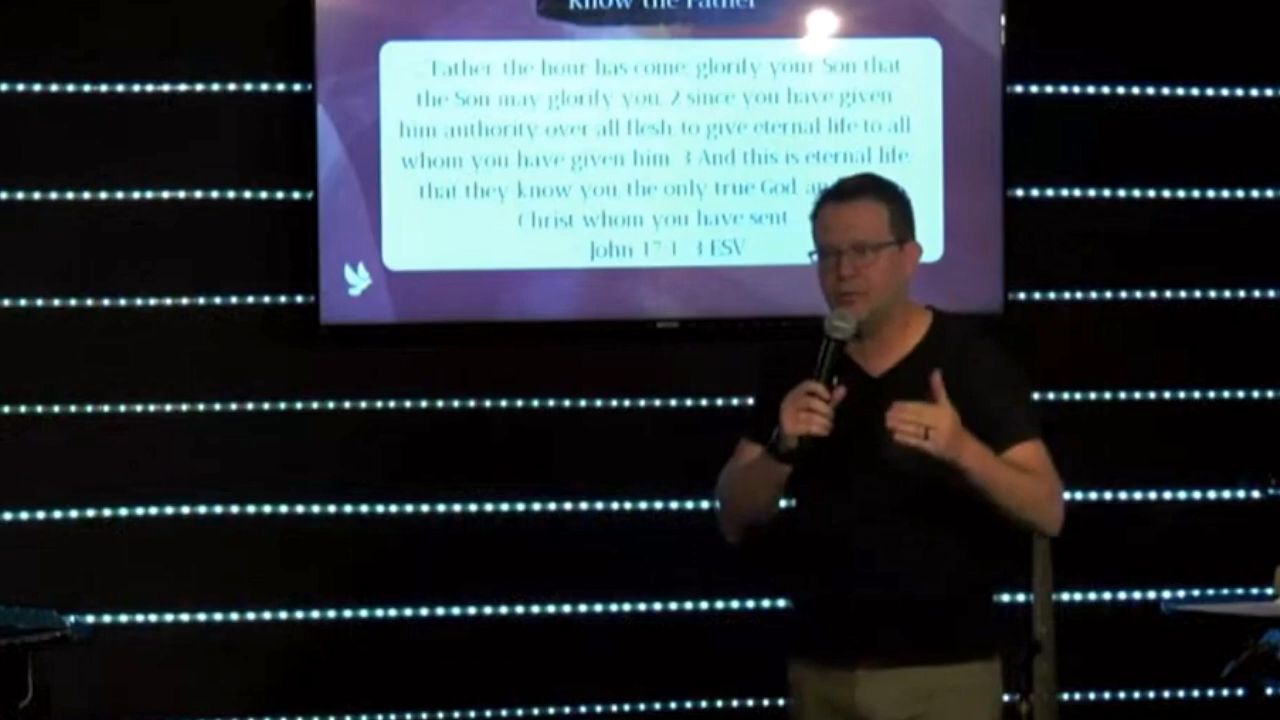 Know the Father
Father, the hour has come; glorify your Son that
the Son may glorify you, 2 since you have given
him authority over all flesh, to give eternal life to all
whom you have given him. 3 And this is eternal life,
that they know you, the only true God,
Christ whom you have sent
John 17:1-3 ESV